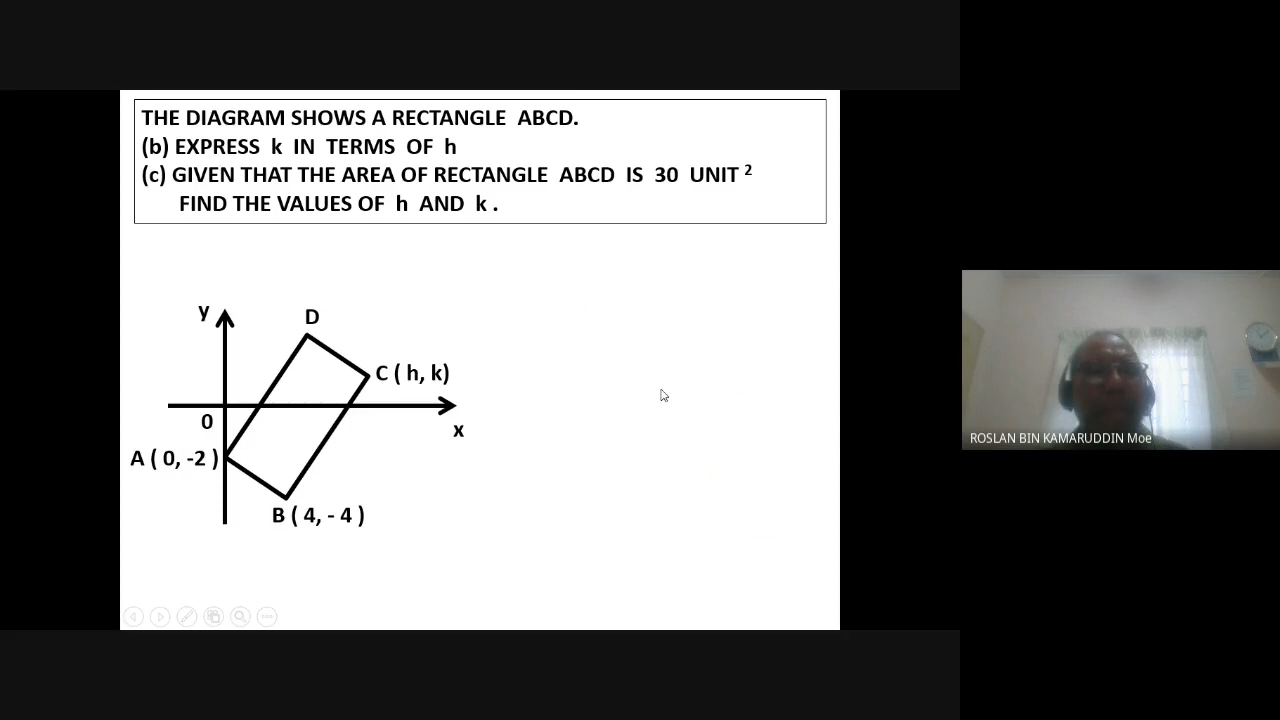 THE DIAGRAM SHOWS A RECTANGLE ABCD.
(b) EXPRESS k IN TERMS OF h
(c) GIVEN THAT THE AREA OF RECTANGLE ABCD IS 30 UNIT ²
FIND THE VALUES OF h AND k .
y
D
C ( h, k)
0
x
A ( 0, -2 )
B ( 4, - 4 )
ROSLAN BIN KAMARUDDIN Moe